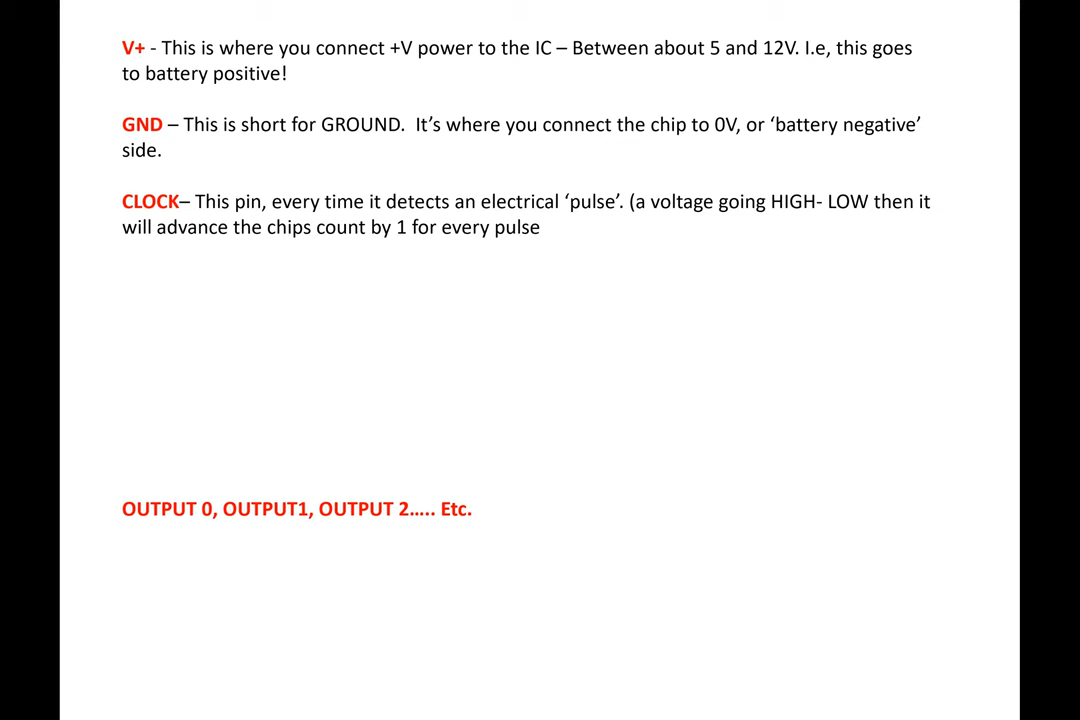 V+ - This is where you connect +V power to the IC – Between about 5 and 12V. I.e, this goes
to battery positive!
GND – This is short for GROUND.  It’s where you connect the chip to 0V, or ‘battery negative’
side.
CLOCK– This pin, every time it detects an electrical ‘pulse’. (a voltage going HIGH- LOW then it
will advance the chips count by 1 for every pulse
OUTPUT 0, OUTPUT1, OUTPUT 2….. Etc.